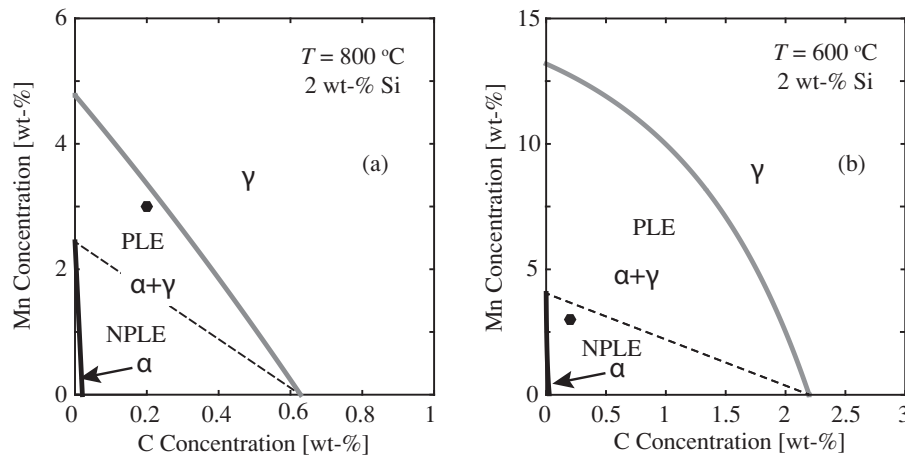 6
4
2
0
Mn Concentration [wt-%]
T = 800 °C
2 wt-% Si
(a)
γ
PLE
α+γ
NPLE
α
0 0.2 0.4 0.6 0.8 1
C Concentration [wt-%]
15
10
5
0
Mn Concentration [wt-%]
T = 600 °C
2 wt-% Si
(b)
γ
PLE
α+γ
NPLE
α
0 0.5 1 1.5 2 2.5 3
C Concentration [wt-%]